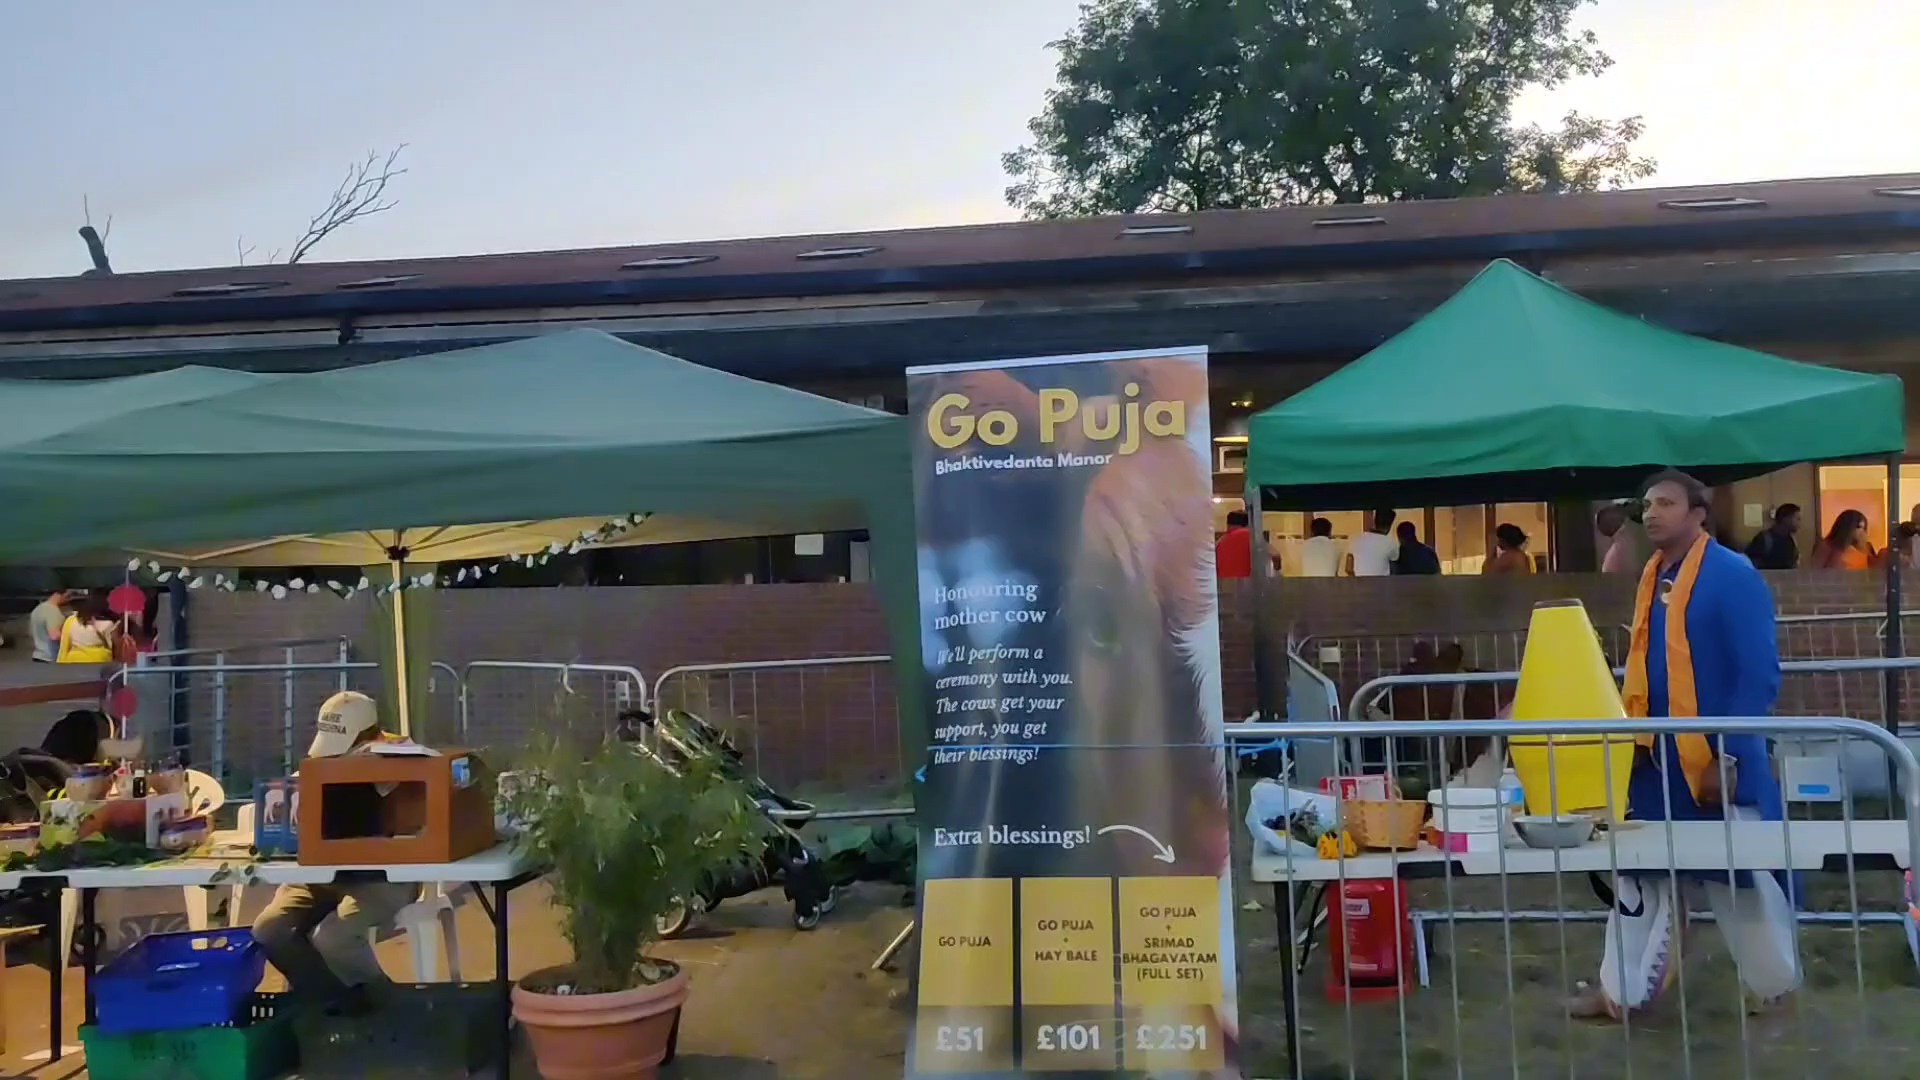 Go Puja
Bhaktivedanta Manor
Honouring
mother cow
We'll perform a
ceremony with you.
The cows get your
support, you get
their blessings!
Extra blessings!
GO PUJA
£51
GO PUJA
+
HAY BALE
£101
GO PUJA
+
SRIMAD
BHAGAVATAM
(FULL SET)
£251